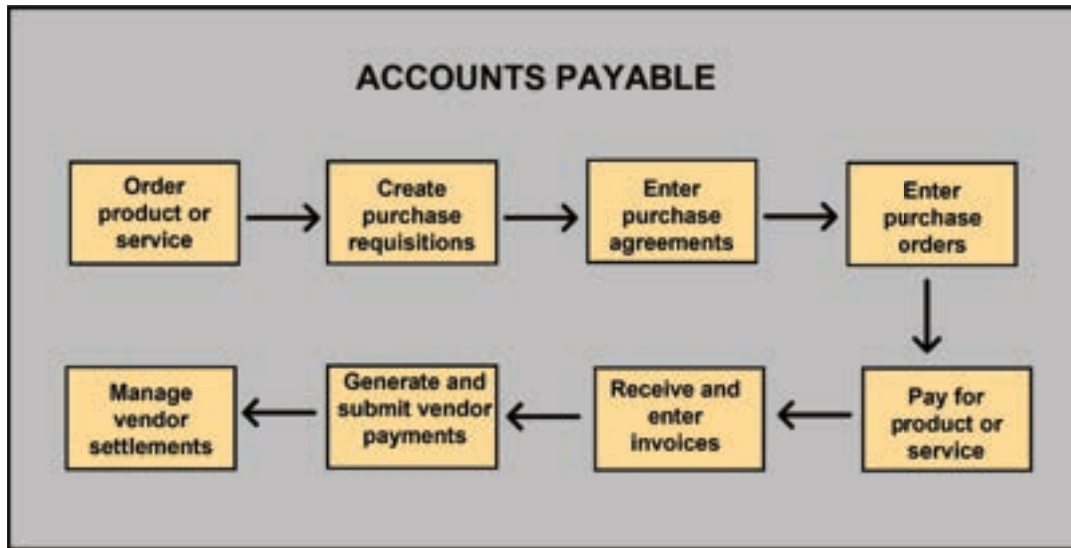 ACCOUNTS PAYABLE
Order
product or
service
Create
purchase
requisitions
Enter
purchase
agreements
Enter
purchase
orders
Pay for
product or
service
Receive and
enter
invoices
Generate and
submit vendor
payments
Manage
vendor
settlements